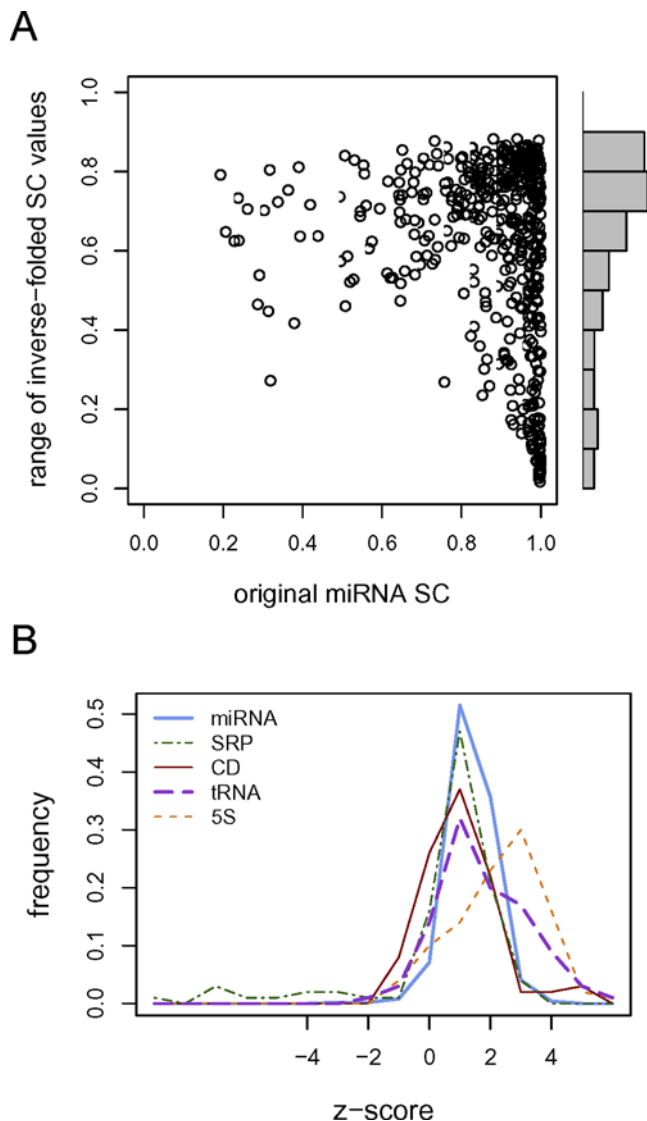 A
range of inverse−folded SC values
1.0
0.8
0.6
0.4
0.2
0.0
0.0 0.2 0.4 0.6 0.8 1.0
original miRNA SC
B
frequency
0.5
0.4
0.3
0.2
0.1
0.0
miRNA
SRP
CD
tRNA
5S
−4 −2 0 2 4
z−score